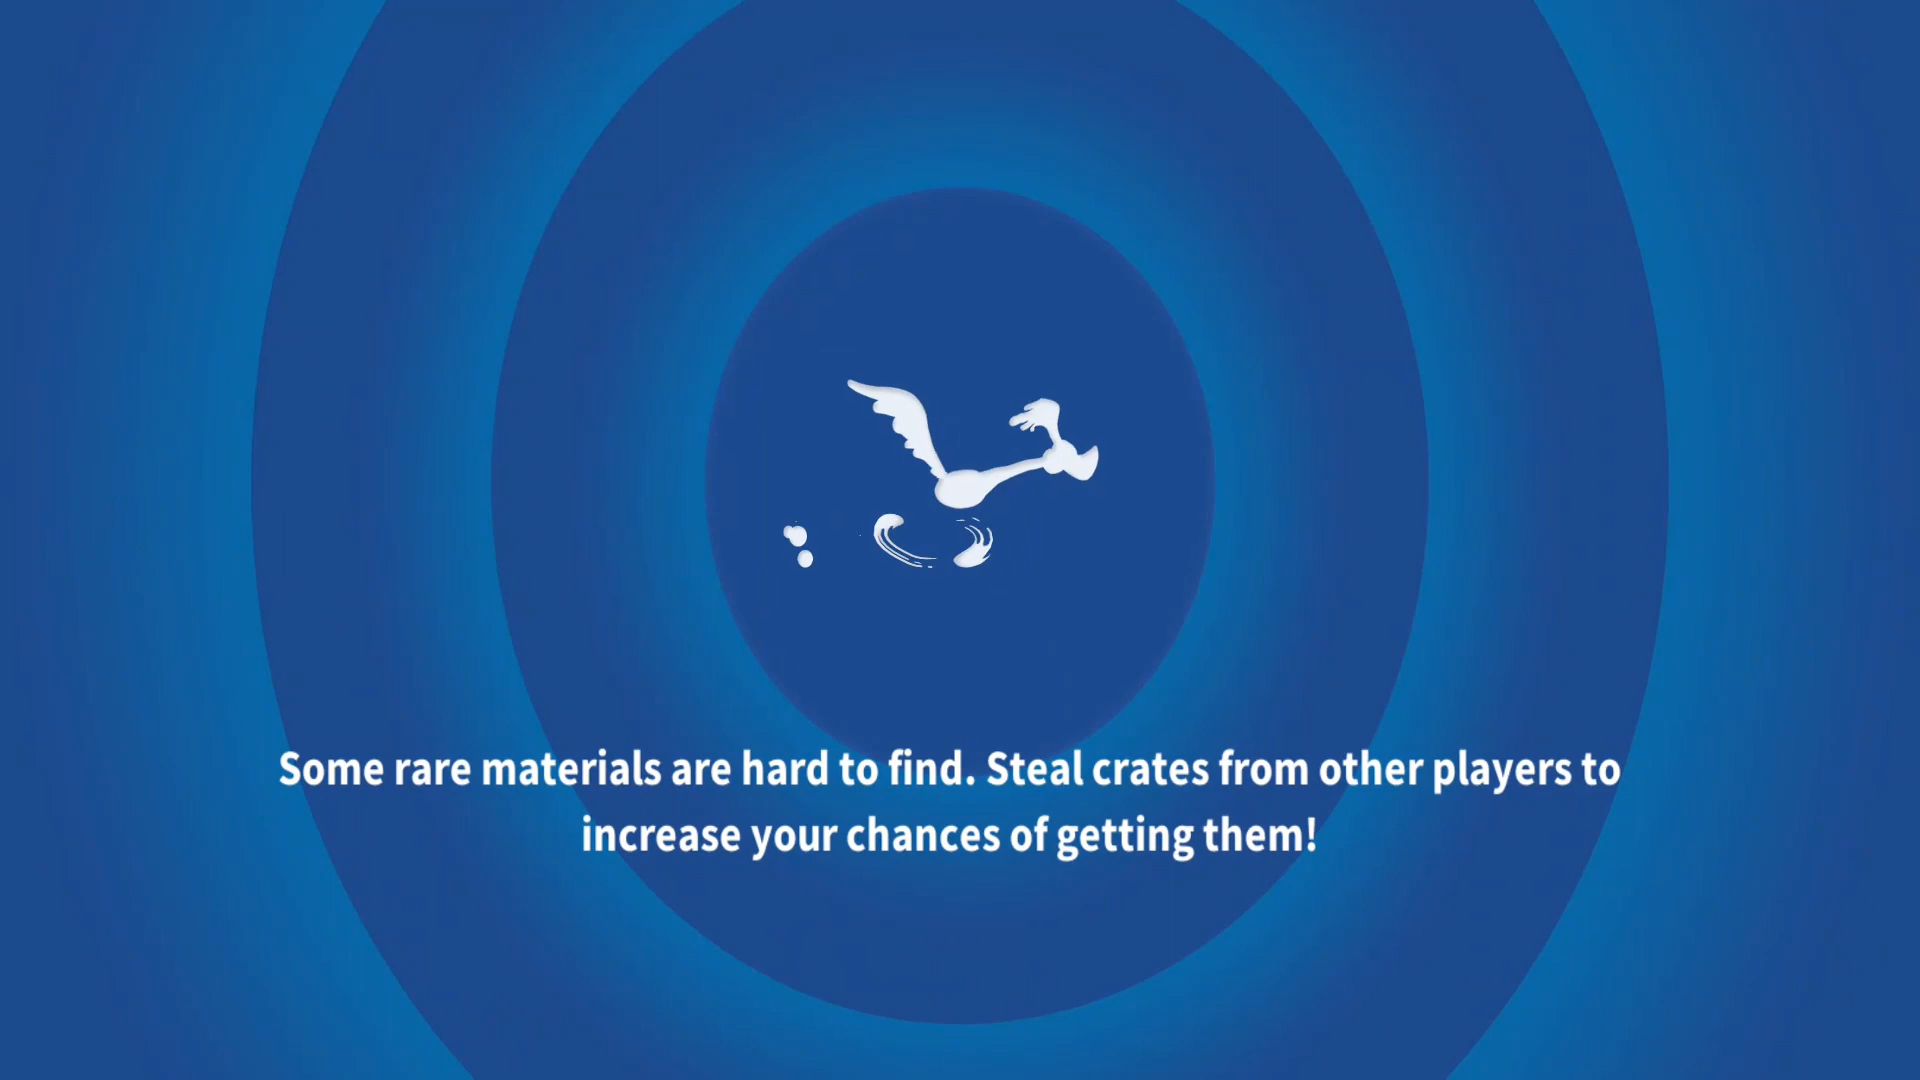 Some rare materials are hard to find. Steal crates from other players to
increase your chances of getting them!